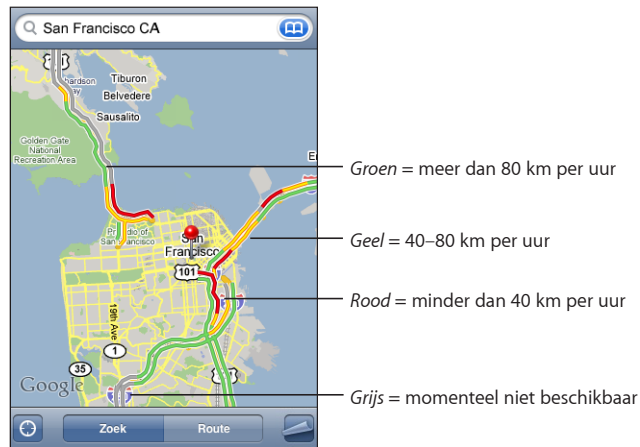 San Francisco CA
Tiburon
Belvedere
Sausalito
Golden Gate
National
Recreation Area
Groen = meer dan 80 km per uur
San
Francisco
Geel = 40–80 km per uur
101
Rood = minder dan 40 km per uur
19th Ave
1
35
Google
Grijs = momenteel niet beschikbaar
Zoek
Route